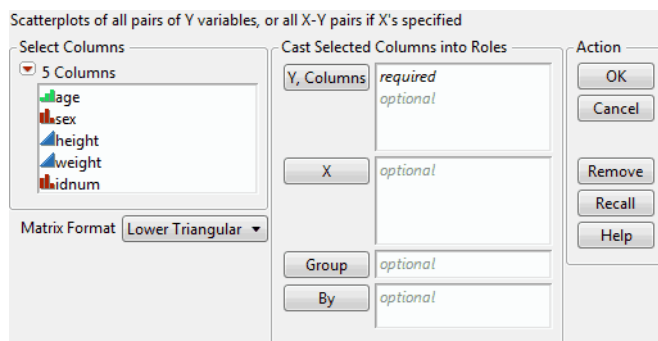 Scatterplots of all pairs of Y variables, or all X-Y pairs if X's specified
Select Columns
5 Columns
age
sex
height
weight
idnum
Matrix Format Lower Triangular
Cast Selected Columns into Roles
Y, Columns required
optional
X optional
Group optional
By optional
Action
OK
Cancel
Remove
Recall
Help